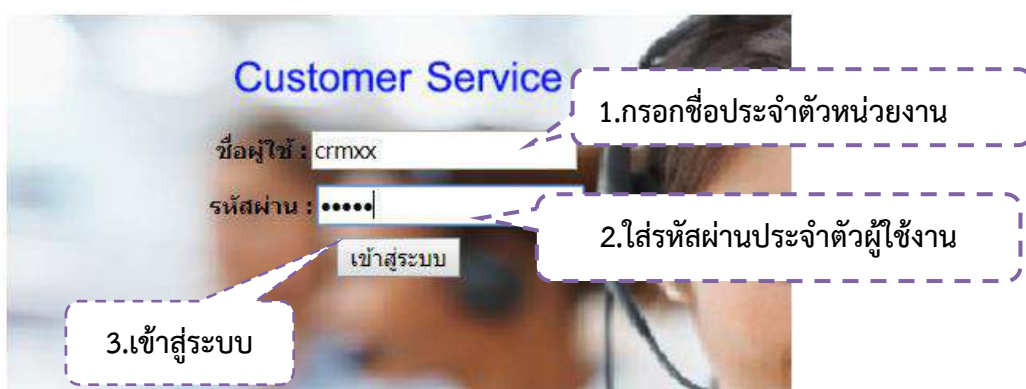 Customer Service
1.กรอกชื่อประจำตัวหน่วยงาน
ชื่อผู้ใช้ : crmxx
รหัสผ่าน : •••••
2.ใส่รหัสผ่านประจำตัวผู้ใช้งาน
เข้าสู่ระบบ
3.เข้าสู่ระบบ